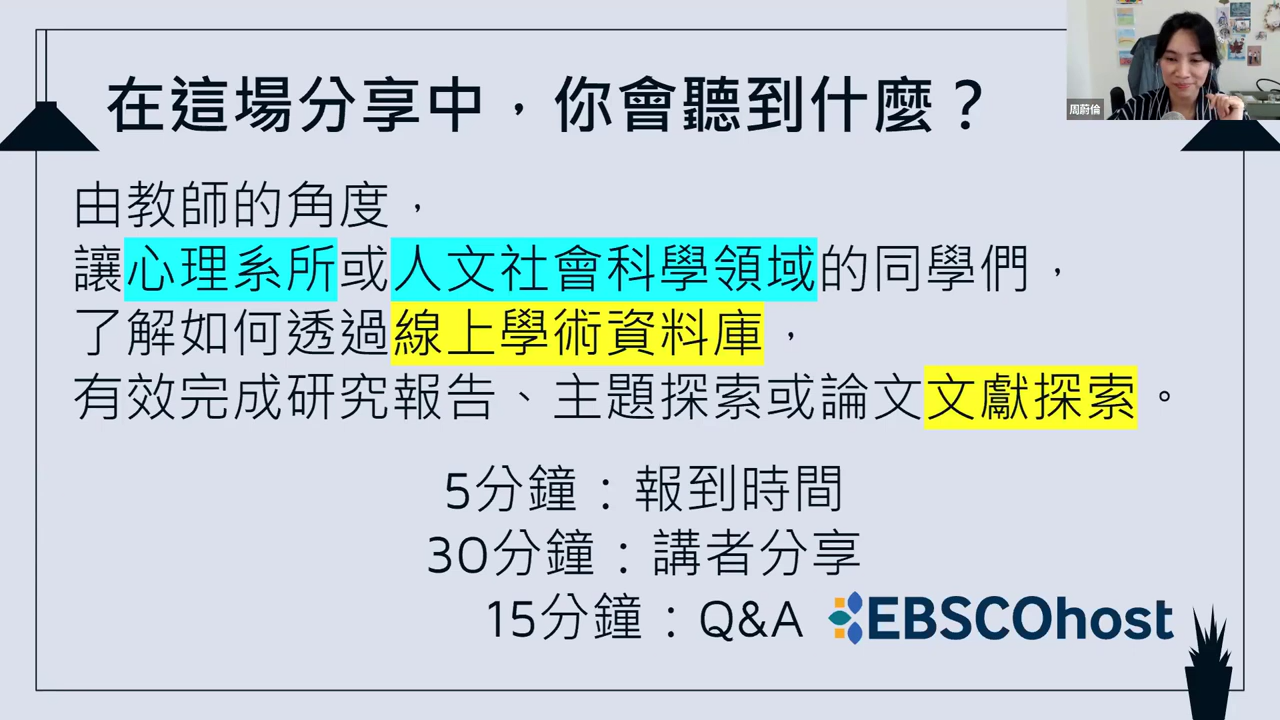 在這場分享中，你會聽到什麼？
周蔚倫
由教師的角度，
讓心理系所或人文社會科學領域的同學們，
了解如何透過線上學術資料庫，
有效完成研究報告、主題探索或論文文獻探索。
5分鐘：報到時間
30分鐘：講者分享
15分鐘：Q&A
EBSCOhost